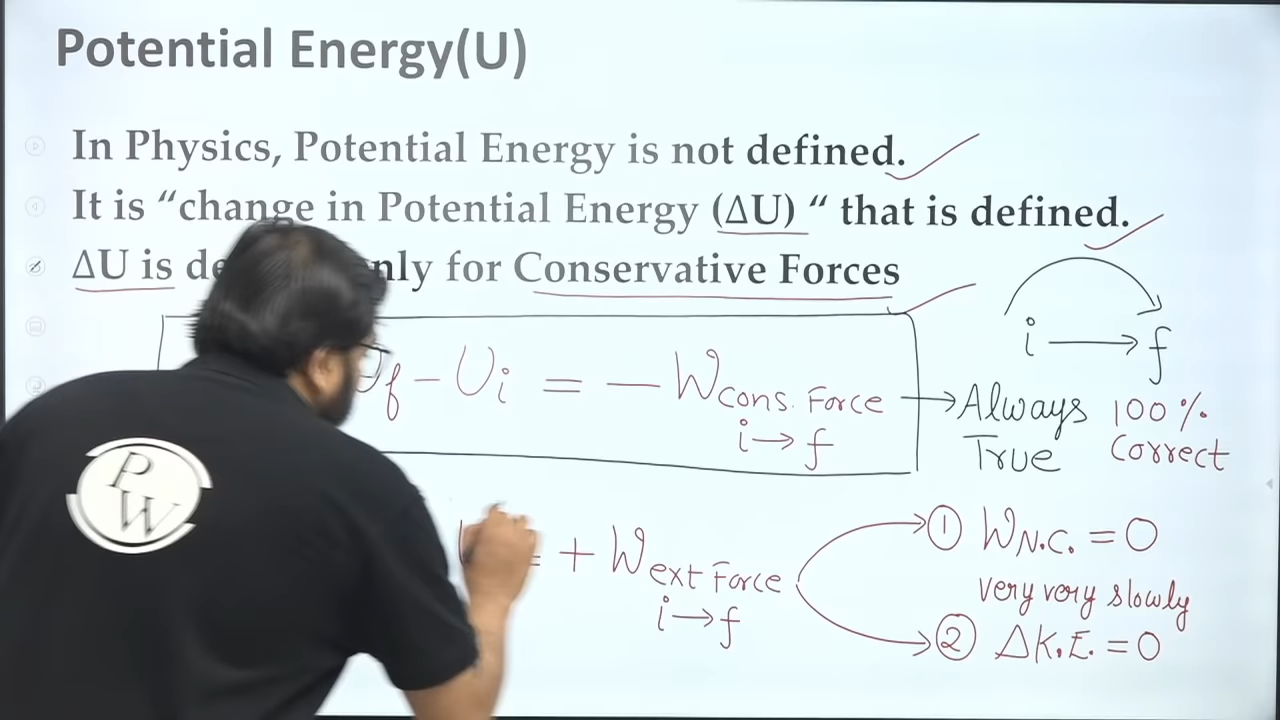 Potential Energy(U)
In Physics, Potential Energy is not defined.
It is “change in Potential Energy (ΔU) “ that is defined.
ΔU is only for Conservative Forces
i → f
Uf - Ui = - Wcons. Force
i→f
→ Always True
100% Correct
= + Wext Force
i→f
① WN.C. = 0
very very slowly
② ΔK.E. = 0
P
W